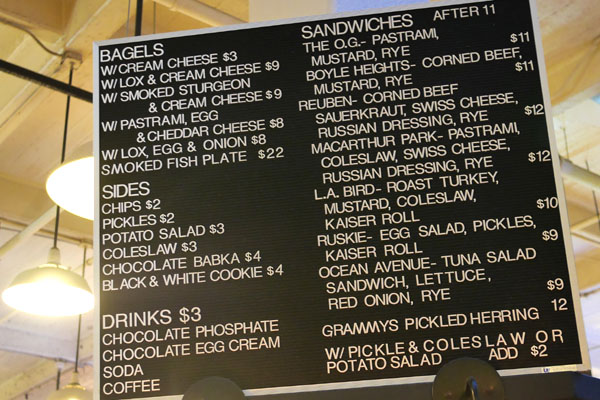 BAGELS
W/CREAM CHEESE $3
W/LOX & CREAM CHEESE $9
W/ SMOKED STURGEON
& CREAM CHEESE $9
W/ PASTRAMI, EGG
& CHEDDAR CHEESE $8
W/ LOX, EGG & ONION $8
SMOKED FISH PLATE $22
SIDES
CHIPS $2
PICKLES $2
POTATO SALAD $3
COLESLAW $3
CHOCOLATE BABKA $4
BLACK & WHITE COOKIE $4
DRINKS $3
CHOCOLATE PHOSPHATE
CHOCOLATE EGG CREAM
SODA
COFFEE
SANDWICHES AFTER 11
THE O.G.- PASTRAMI,
MUSTARD, RYE $11
BOYLE HEIGHTS- CORNED BEEF,
MUSTARD, RYE $11
REUBEN- CORNED BEEF
SAUERKRAUT, SWISS CHEESE,
RUSSIAN DRESSING, RYE $12
MACARTHUR PARK- PASTRAMI,
COLESLAW, SWISS CHEESE,
RUSSIAN DRESSING, RYE $12
L.A. BIRD- ROAST TURKEY,
MUSTARD, COLESLAW,
KAISER ROLL $10
RUSKIE- EGG SALAD, PICKLES,
KAISER ROLL $9
OCEAN AVENUE- TUNA SALAD
SANDWICH, LETTUCE,
RED ONION, RYE $9
GRAMMYS PICKLED HERRING 12
W/ PICKLE & COLESLAW OR
POTATO SALAD ADD $2